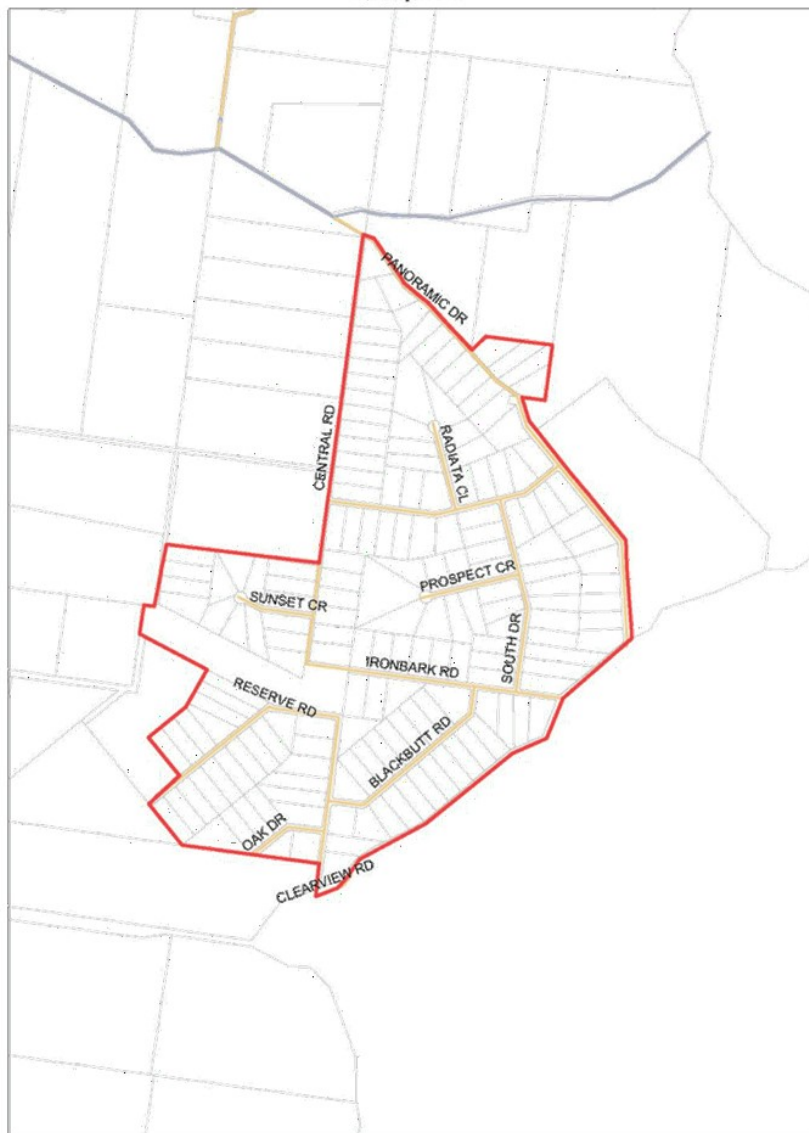 PANORAMIC DR
CENTRAL RD
RADIATA CL
PROSPECT CR
SUNSET CR
IRONBARK RD
SOUTH DR
RESERVE RD
BLACKBUTT RD
OAK DR
CLEARVIEW RD